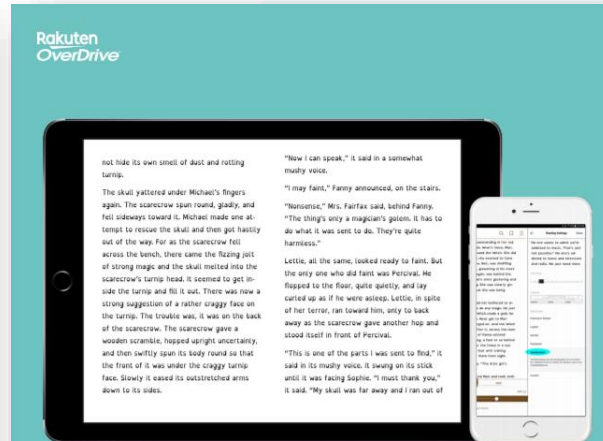 Rakuten
OverDrive
not hide its own smell of dust and rotting
turnip.
The skull yattered under Michael's fingers
again. The scarecrow spun round, gladly, and
fell sideways toward it. Michael made one at-
tempt to rescue the skull and then got hastily
out of the way. For as the scarecrow fell
across the bench, there came the fizzing jolt
of strong magic and the skull melted into the
scarecrow's turnip head. It seemed to get in-
side the turnip and fill it out. There was now a
strong suggestion of a rather craggy face on
the turnip. The trouble was, it was on the back
of the scarecrow. The scarecrow gave a
wooden scramble, hopped upright uncertainly,
and then swiftly spun its body round so that
the front of it was under the craggy turnip
face. Slowly it eased its outstretched arms
down to its sides.
"Now I can speak," it said in a somewhat
mushy voice.
"I may faint," Fanny announced, on the stairs.
"Nonsense," Mrs. Fairfax said, behind Fanny.
"The thing's only a magician's golem. It has to
do what it was sent to do. They're quite
harmless."
Lettie, all the same, looked ready to faint. But
the only one who did faint was Percival. He
flopped to the floor, quite quietly, and lay
curled up as if he were asleep. Lettie, in spite
of her terror, ran toward him, only to back
away as the scarecrow gave another hop and
stood itself in front of Percival.
"This is one of the parts I was sent to find," it
said in its mushy voice. It swung on its stick
until it was facing Sophie. "I must thank you,"
it said. "My skull was far away and I ran out of